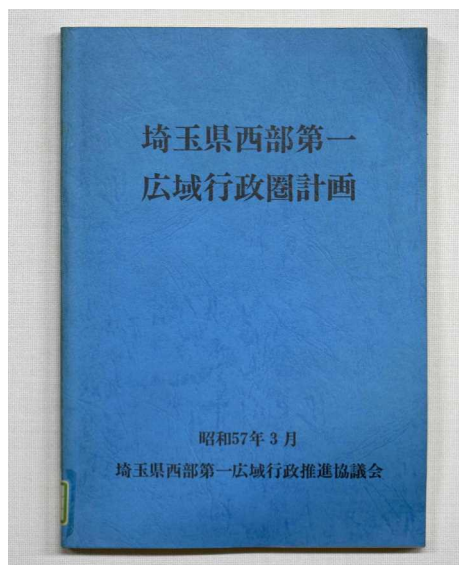 埼玉県西部第一
広域行政圏計画
昭和57年3月
埼玉県西部第一広域行政推進協議会